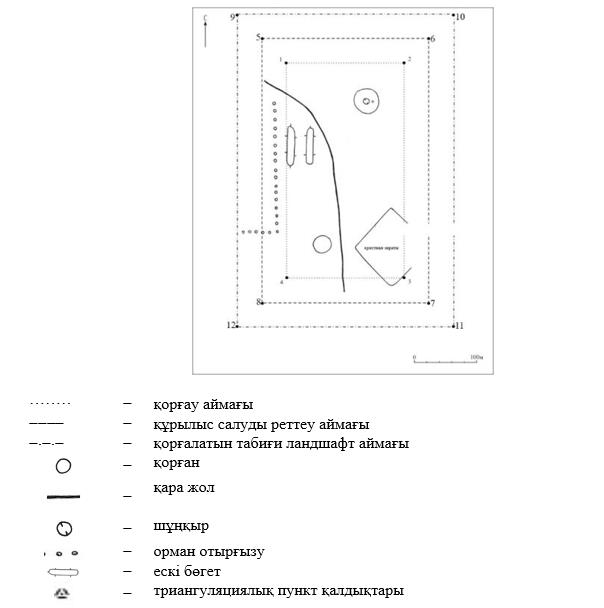 9
10
С
5
6
1
2
4
3
8
7
12
11
0
100м
– қорғау аймағы
– құрылыс салуды реттеу аймағы
– қорғалатын табиғи ландшафт аймағы
– қорған
– қара жол
– шұңқыр
– орман отырғызу
– ескі бөгет
– триангуляциялық пункт қалдықтары